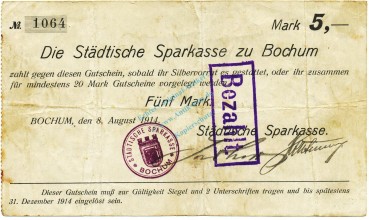 № 1064
Mark 5,—
Die Städtische Sparkasse zu Bochum
zahlt gegen diesen Gutschein, sobald ihr Silbervorrat es gestattet, oder ihr zusammen
für mindestens 20 Mark Gutscheine vorgelegt werden
Fünf Mark.
BOCHUM, den 8. August 1914.
Städtische Sparkasse.
STÄDTISCHE SPARKASSE
BOCHUM
Bezahlt
Dieser Gutschein muß zur Gültigkeit Siegel und 2 Unterschriften tragen und bis spätestens
31. Dezember 1914 eingelöst sein.